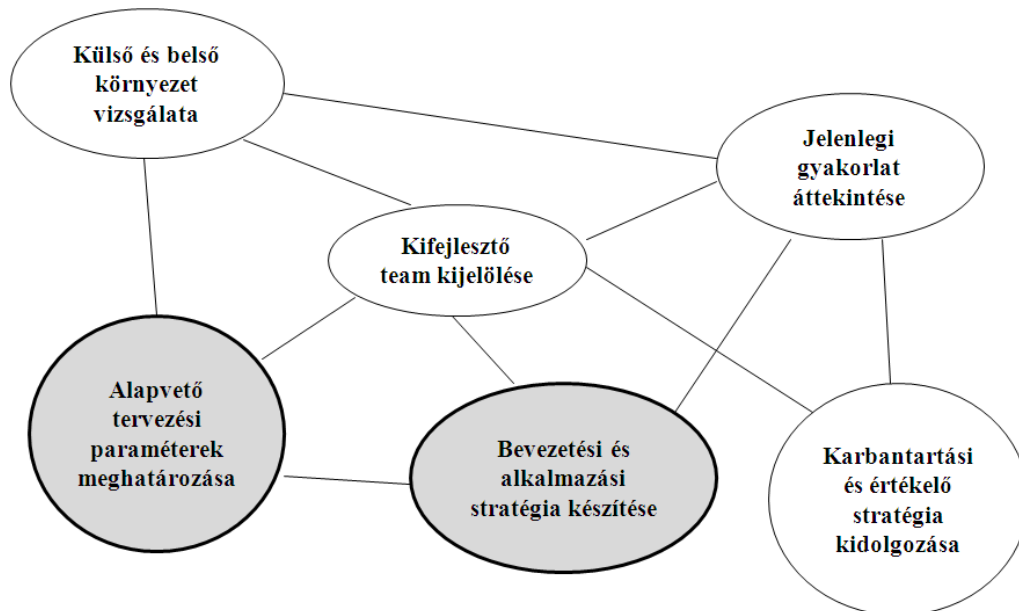 Külső és belső
környezet
vizsgálata
Jelenlegi
gyakorlat
áttekintése
Kifejlesztő
team kijelölése
Alapvető
tervezési
paraméterek
meghatározása
Bevezetési és
alkalmazási
stratégia készítése
Karbantartási
és értékelő
stratégia
kidolgozása